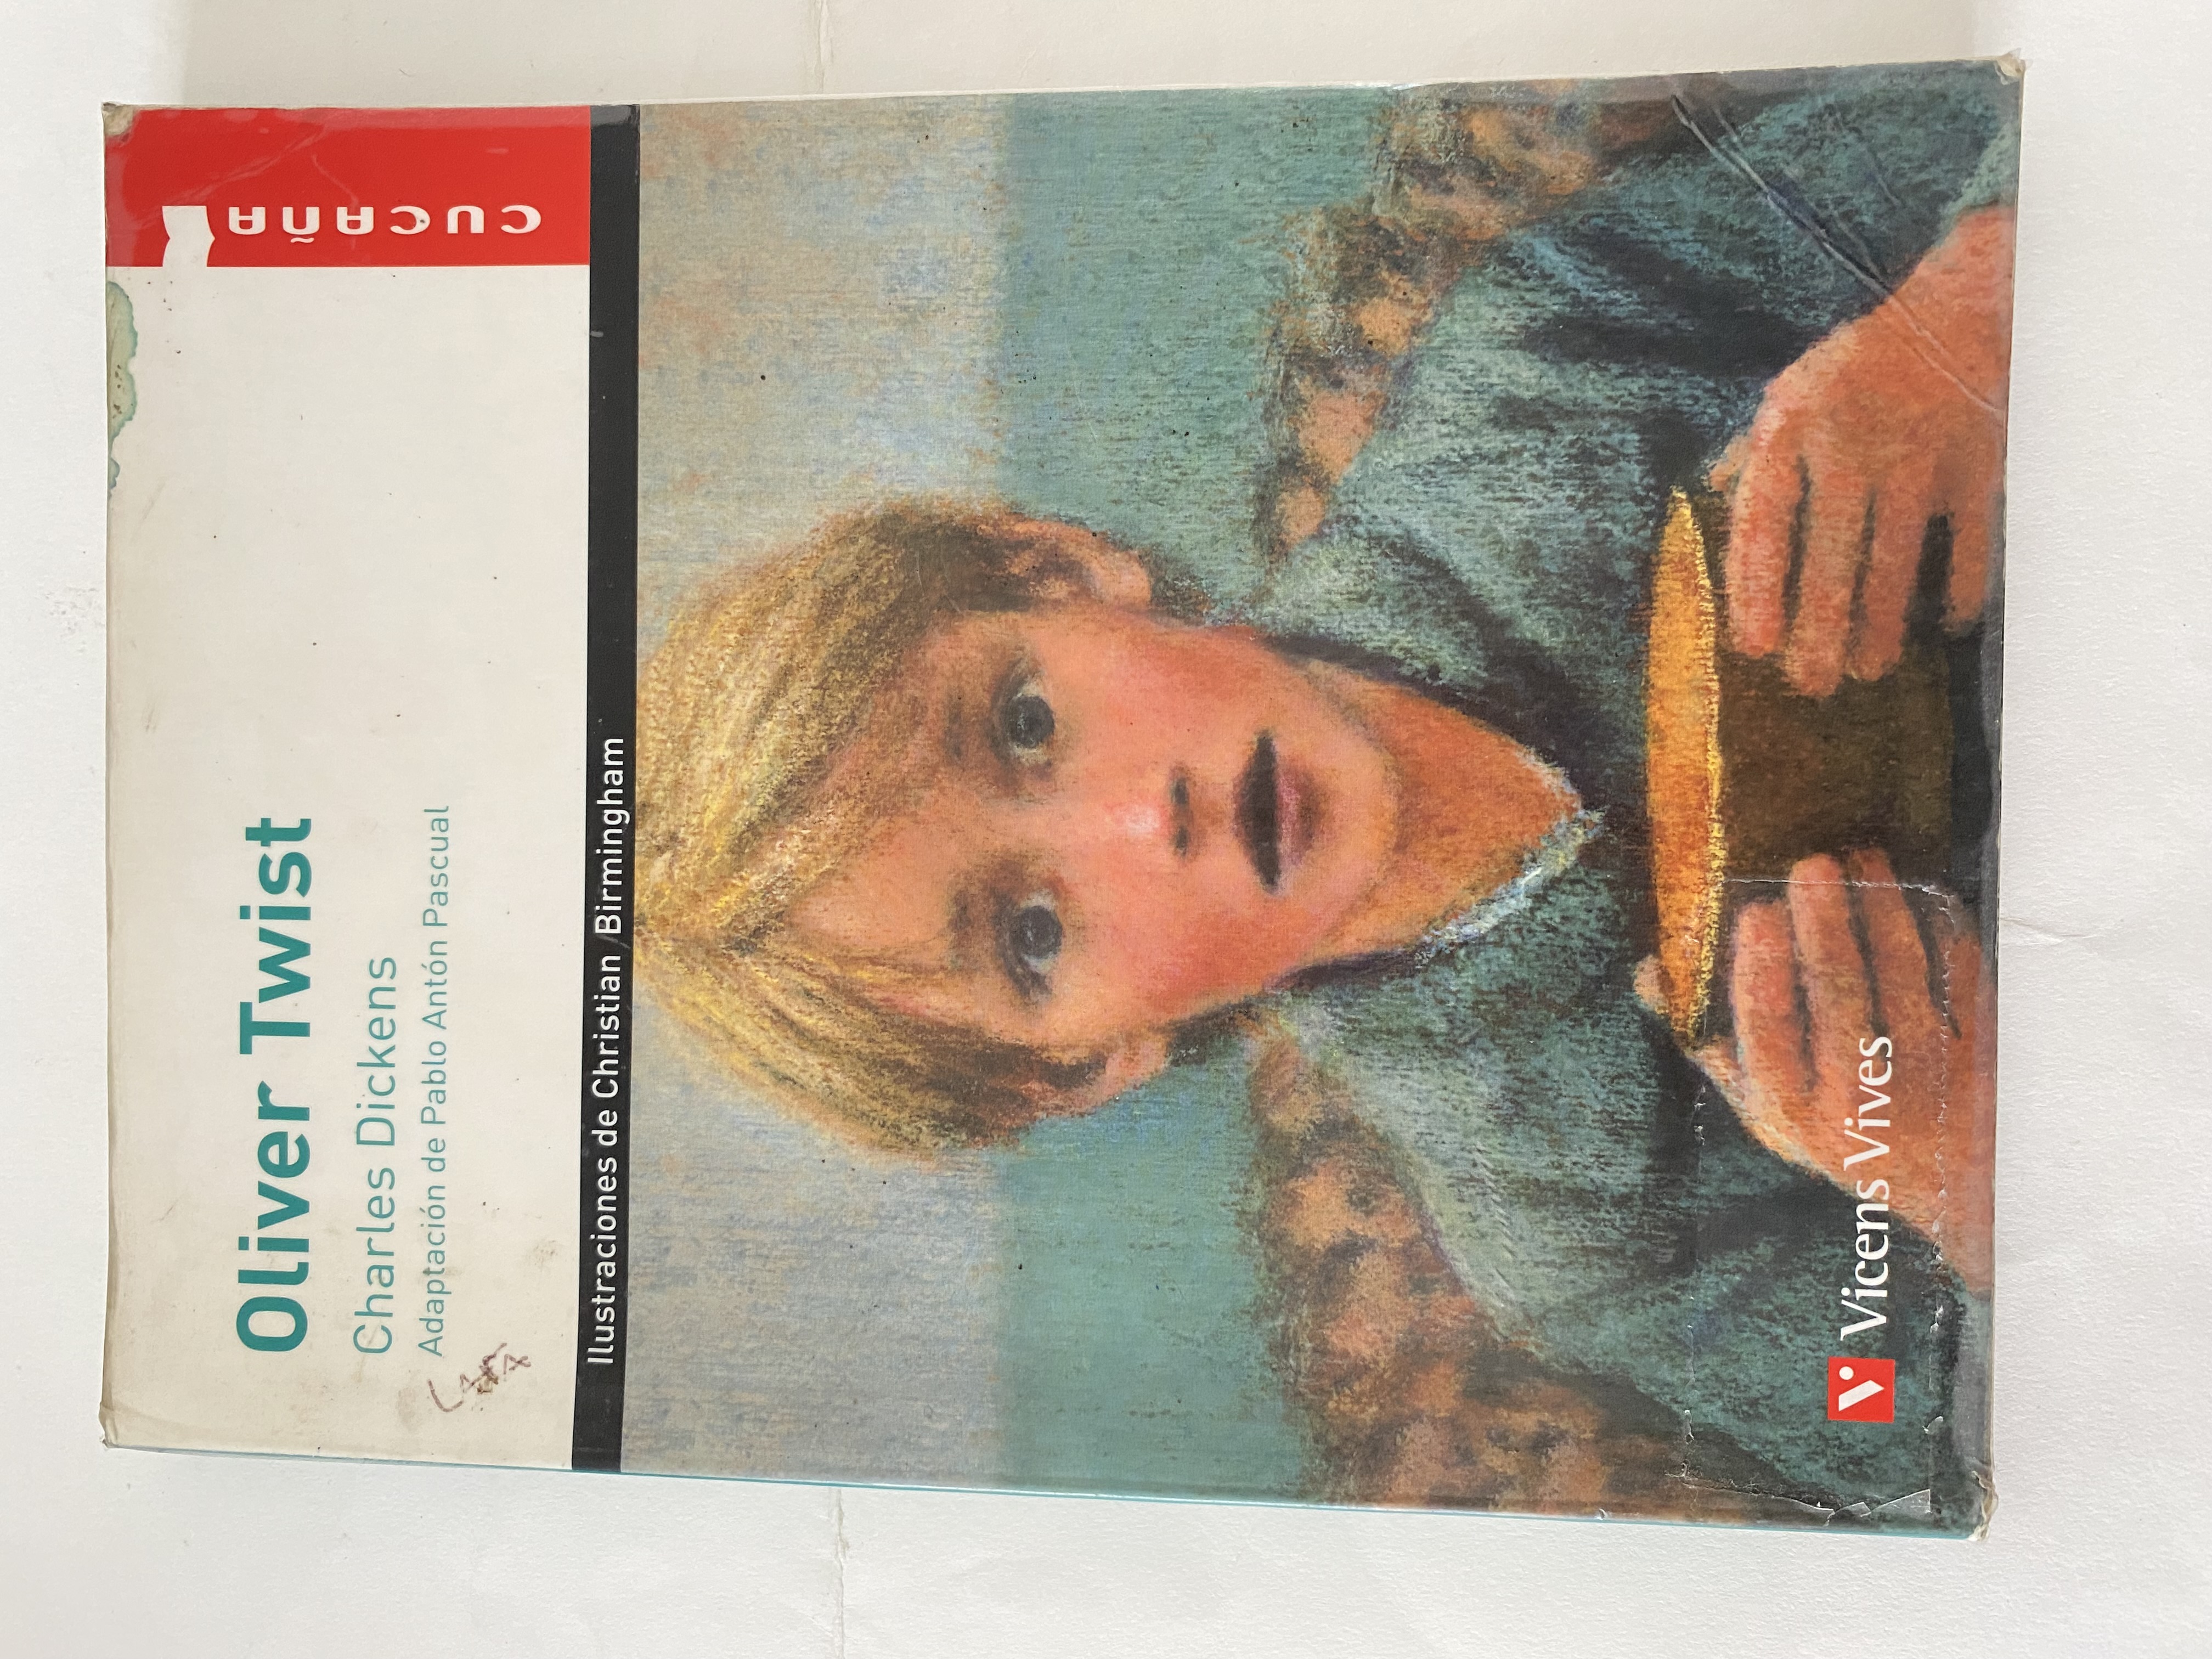 Oliver Twist
Charles Dickens
Adaptación de Pablo Antón Pascual
CUCAÑA
Ilustraciones de Christian Birmingham
Vicens Vives